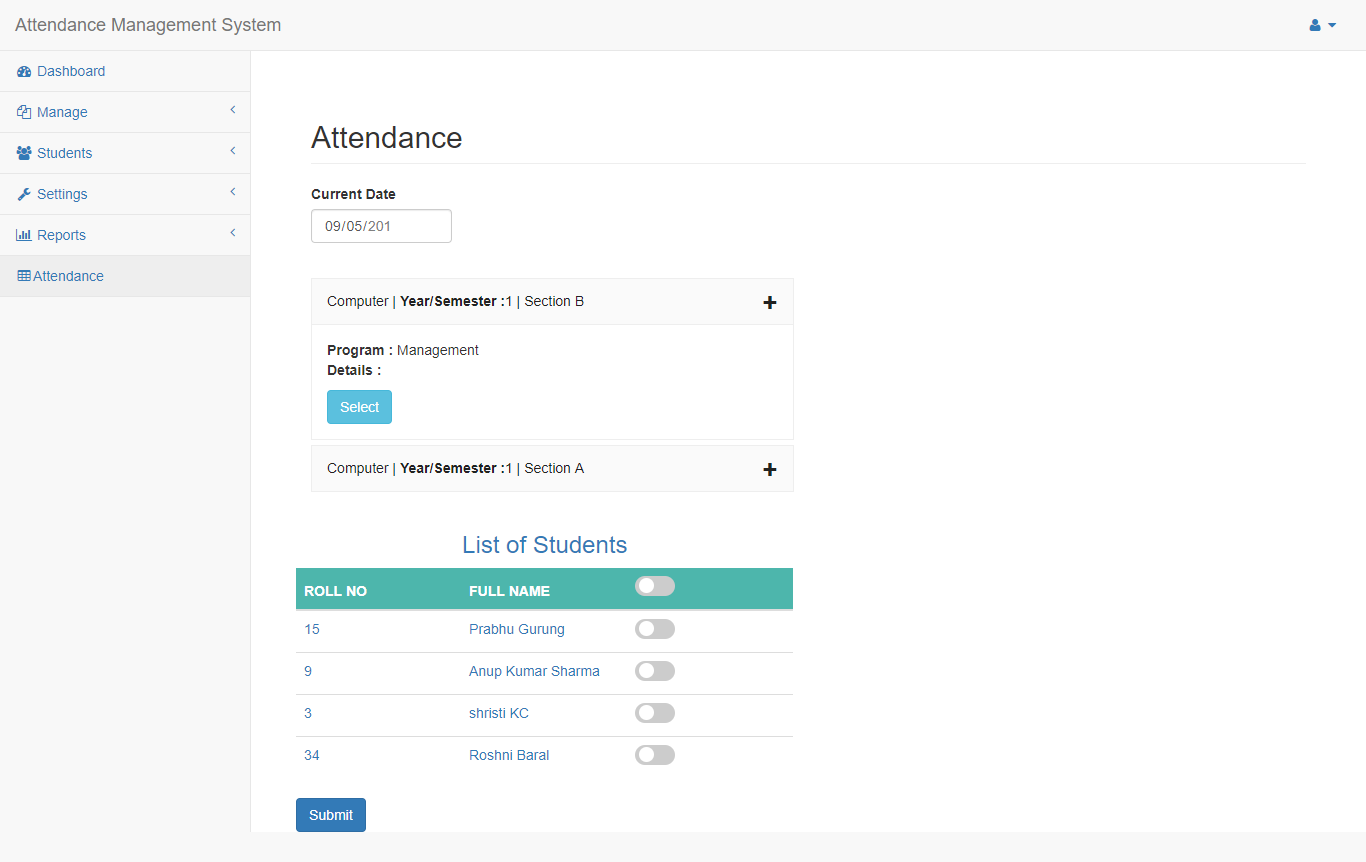 Attendance Management System
Dashboard
Manage
Students
Settings
Reports
Attendance
Attendance
Current Date
09/05/201
Computer | Year/Semester :1 | Section B
Program : Management
Details :
Select
Computer | Year/Semester :1 | Section A
List of Students
ROLL NO FULL NAME
15 Prabhu Gurung
9 Anup Kumar Sharma
3 shristi KC
34 Roshni Baral
Submit